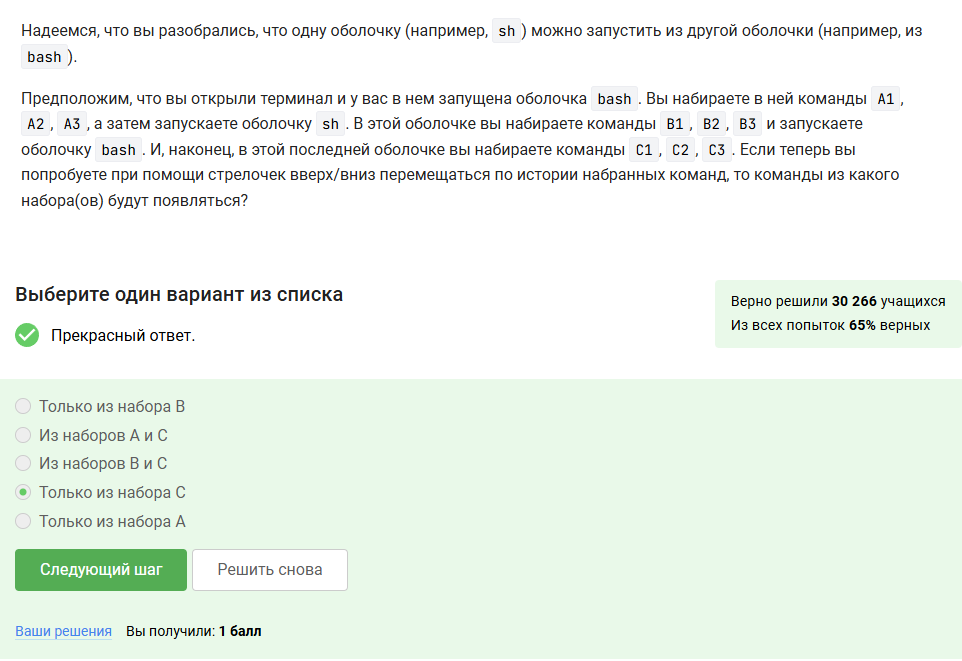 Надеемся, что вы разобрались, что одну оболочку (например, sh ) можно запустить из другой оболочки (например, из
bash ).
Предположим, что вы открыли терминал и у вас в нем запущена оболочка bash . Вы набираете в ней команды A1 ,
A2 , A3 , а затем запускаете оболочку sh . В этой оболочке вы набираете команды B1 , B2 , B3 и запускаете
оболочку bash . И, наконец, в этой последней оболочке вы набираете команды C1 , C2 , C3 . Если теперь вы
попробуете при помощи стрелочек вверх/вниз перемещаться по истории набранных команд, то команды из какого
набора(ов) будут появляться?
Выберите один вариант из списка
Прекрасный ответ.
Верно решили 30 266 учащихся
Из всех попыток 65% верных
Только из набора B
Из наборов A и C
Из наборов B и C
Только из набора C
Только из набора A
Следующий шаг
Решить снова
Ваши решения Вы получили: 1 балл